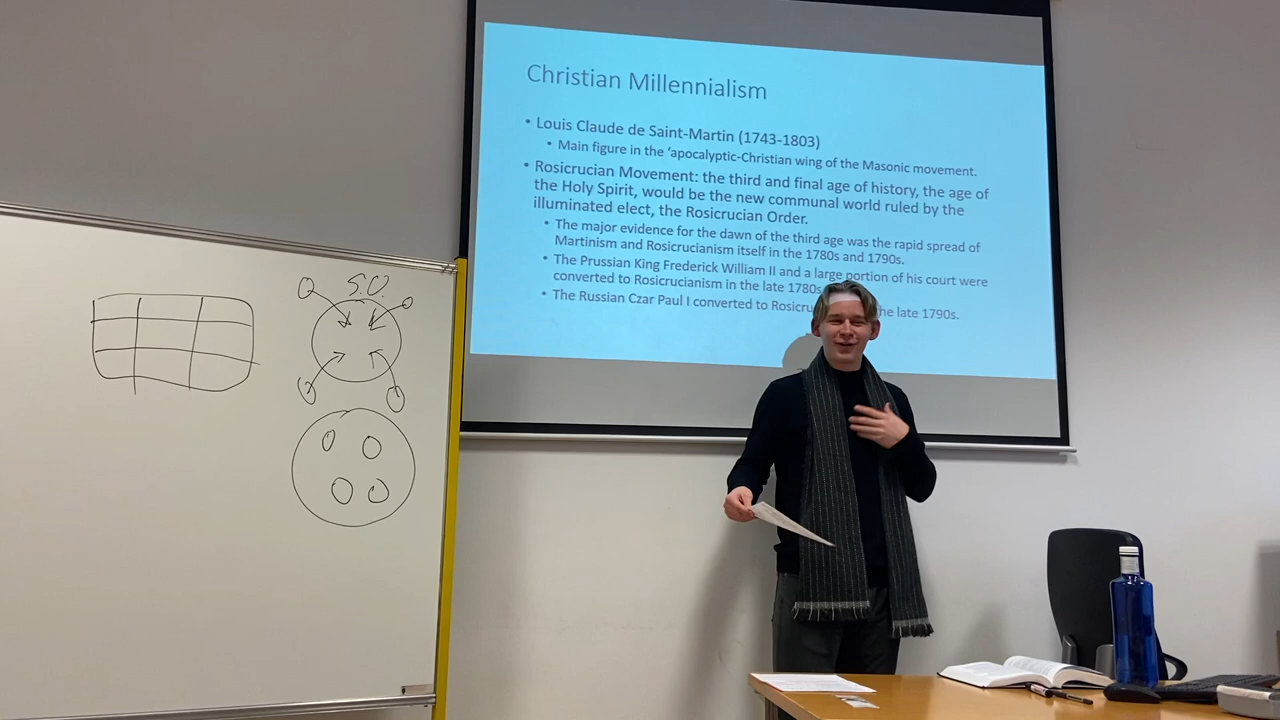 Christian Millennialism
• Louis Claude de Saint-Martin (1743-1803)
• Main figure in the 'apocalyptic-Christian wing of the Masonic movement.
• Rosicrucian Movement: the third and final age of history, the age of
the Holy Spirit, would be the new communal world ruled by the
illuminated elect, the Rosicrucian Order.
• The major evidence for the dawn of the third age was the rapid spread of
Martinism and Rosicrucianism itself in the 1780s and 1790s.
• The Prussian King Frederick William II and a large portion of his court were
converted to Rosicrucianism in the late 1780s
• The Russian Czar Paul I converted to Rosicru he late 1790s.